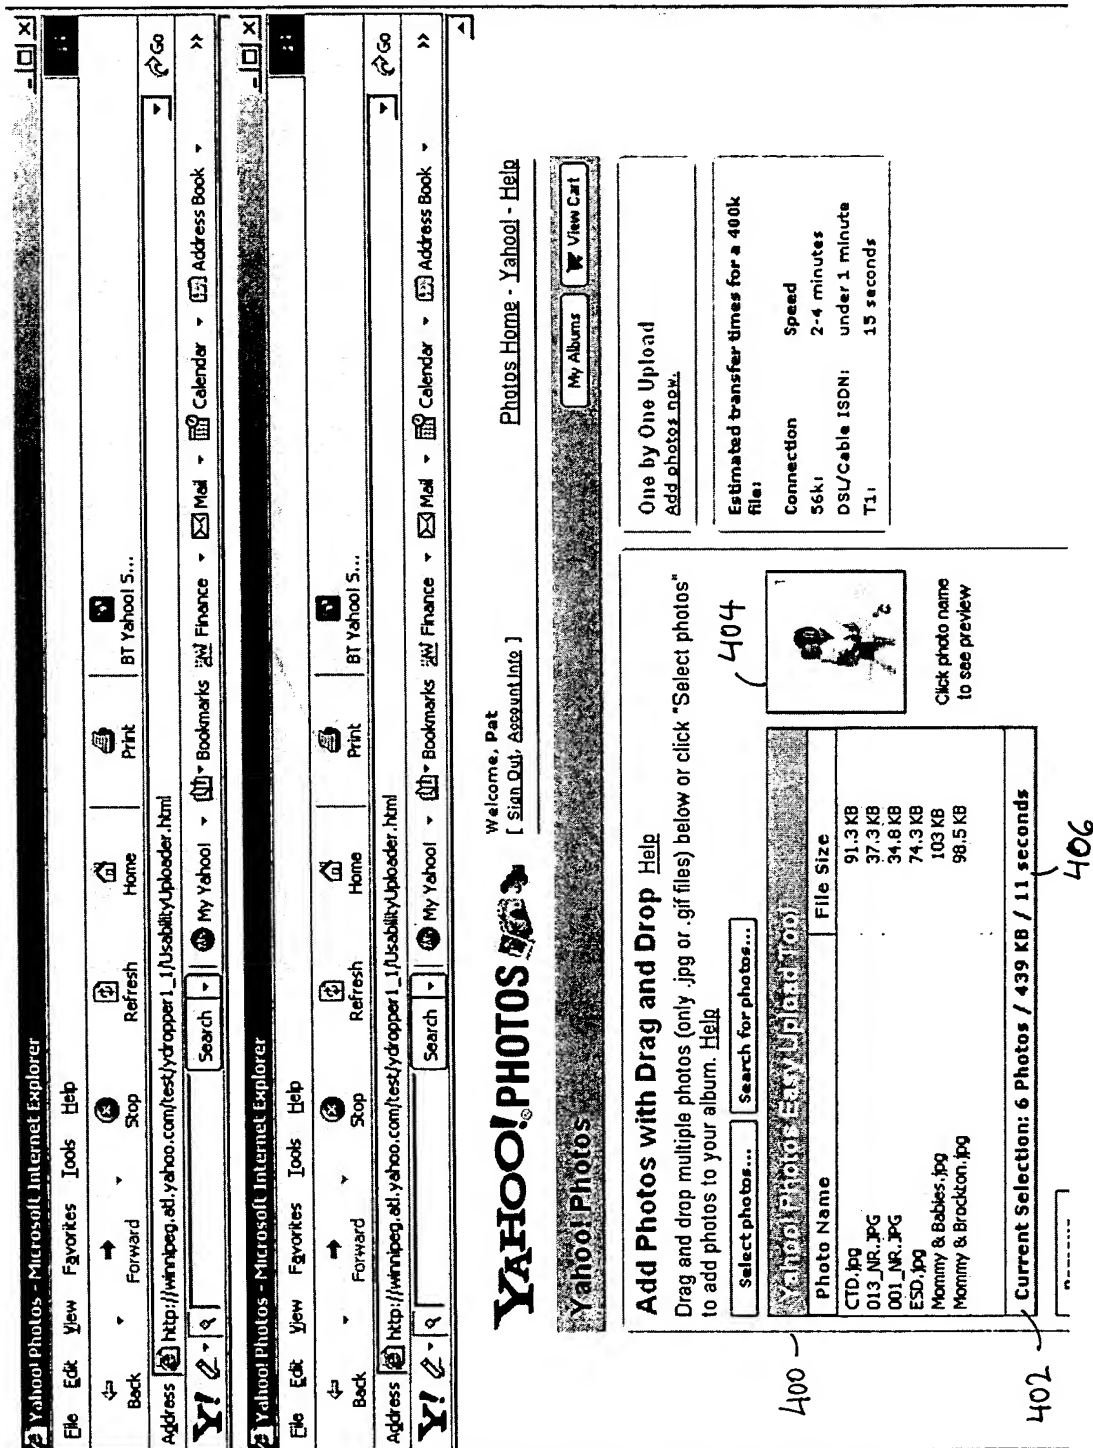 Yahoo! Photos - Microsoft Internet Explorer
File Edit View Favorites Tools Help
Back Forward Stop Refresh Home Print BT Yahoo! S...
Address http://winnipeg.atl.yahoo.com/test/ydropper1_1/UsabilityUploader.html Go
Y! Search My Yahoo! Bookmarks Finance Mail Calendar Address Book »
Yahoo! Photos - Microsoft Internet Explorer
File Edit View Favorites Tools Help
Back Forward Stop Refresh Home Print BT Yahoo! S...
Address http://winnipeg.atl.yahoo.com/test/ydropper1_1/UsabilityUploader.html Go
Y! Search My Yahoo! Bookmarks Finance Mail Calendar Address Book »
YAHOO! PHOTOS
Welcome, Pat
[ Sign Out, Account Info ]
Photos Home - Yahoo! - Help
Yahoo! Photos
My Albums View Cart
Add Photos with Drag and Drop Help
Drag and drop multiple photos (only .jpg or .gif files) below or click "Select photos"
to add photos to your album. Help
Select photos... Search for photos...
400
Yahoo! Photos Easy Upload Tool
Photo Name File Size
CTD.jpg 91.3 KB
013_NR.JPG 37.3 KB
001_NR.JPG 34.8 KB
ESD.jpg 74.3 KB
Mommy & Babies.jpg 103 KB
Mommy & Brockton.jpg 98.5 KB
Current Selection: 6 Photos / 439 KB / 11 seconds
402
406
404
Click photo name
to see preview
One by One Upload
Add photos now.
Estimated transfer times for a 400k
file:
Connection Speed
56k: 2-4 minutes
DSL/Cable ISDN: under 1 minute
T1: 15 seconds